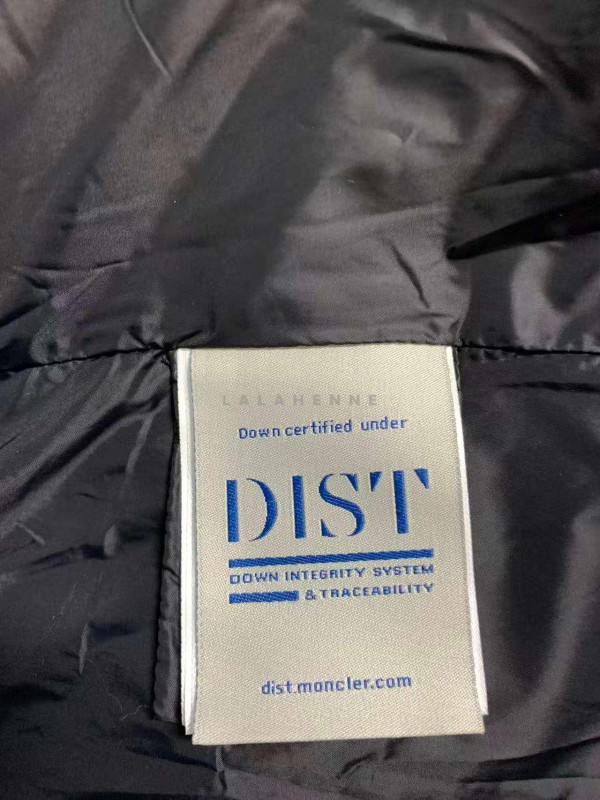 LALAHENNE
Down certified under
DIST
DOWN INTEGRITY SYSTEM
& TRACEABILITY
dist.moncler.com